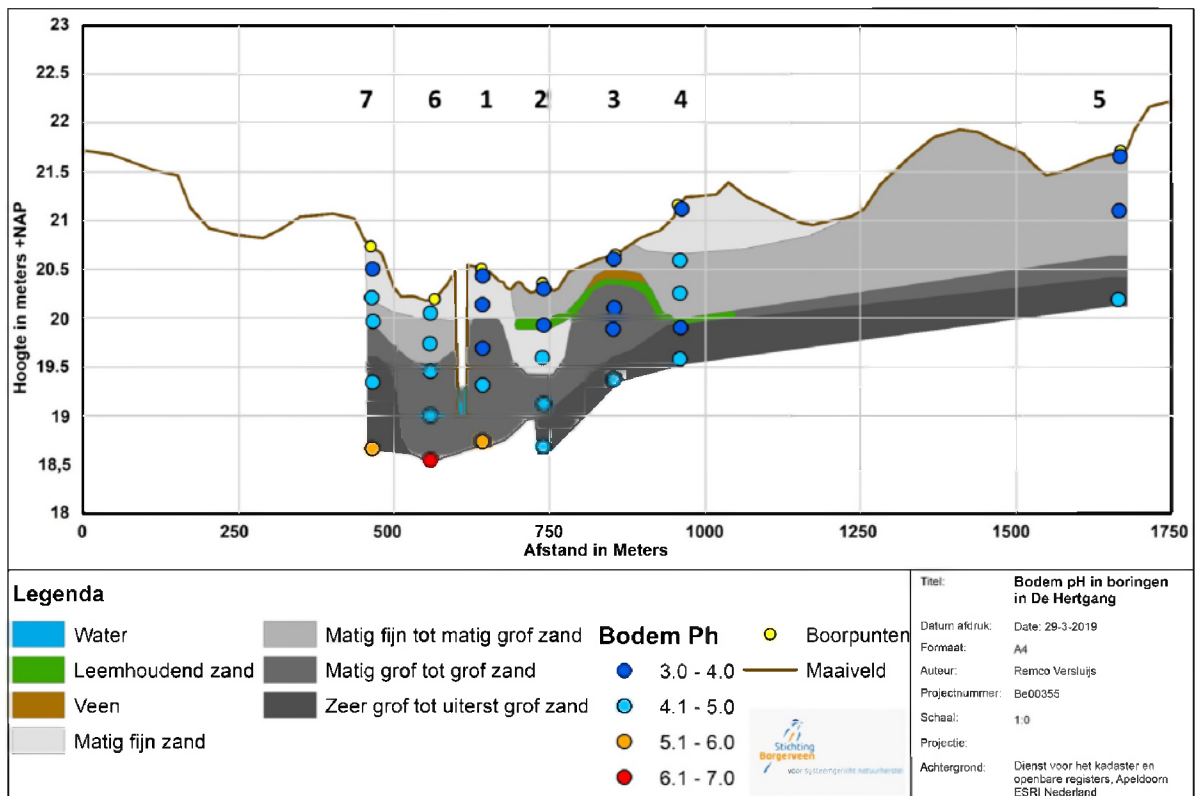 23
22.5
22
21.5
21
20.5
20
19.5
19
18,5
18
Hoogte in meters +NAP
7 6 1 2 3 4 5
0 250 500 750 1000 1250 1500 1750
Afstand in Meters
Legenda
Water
Leemhoudend zand
Veen
Matig fijn zand
Matig fijn tot matig grof zand
Matig grof tot grof zand
Zeer grof tot uiterst grof zand
Bodem Ph
3.0 - 4.0
4.1 - 5.0
5.1 - 6.0
6.1 - 7.0
Boorpunten
Maaiveld
Stichting
Bargerveen
voor systeemgericht natuurherstel
Titel: Bodem pH in boringen
in De Hertgang
Datum afdruk: Date: 29-3-2019
Formaat: A4
Auteur: Remco Versluijs
Projectnummer: Be00355
Schaal: 1:0
Projectie:
Achtergrond: Dienst voor het kadaster en
openbare registers, Apeldoorn
ESRI Nederland